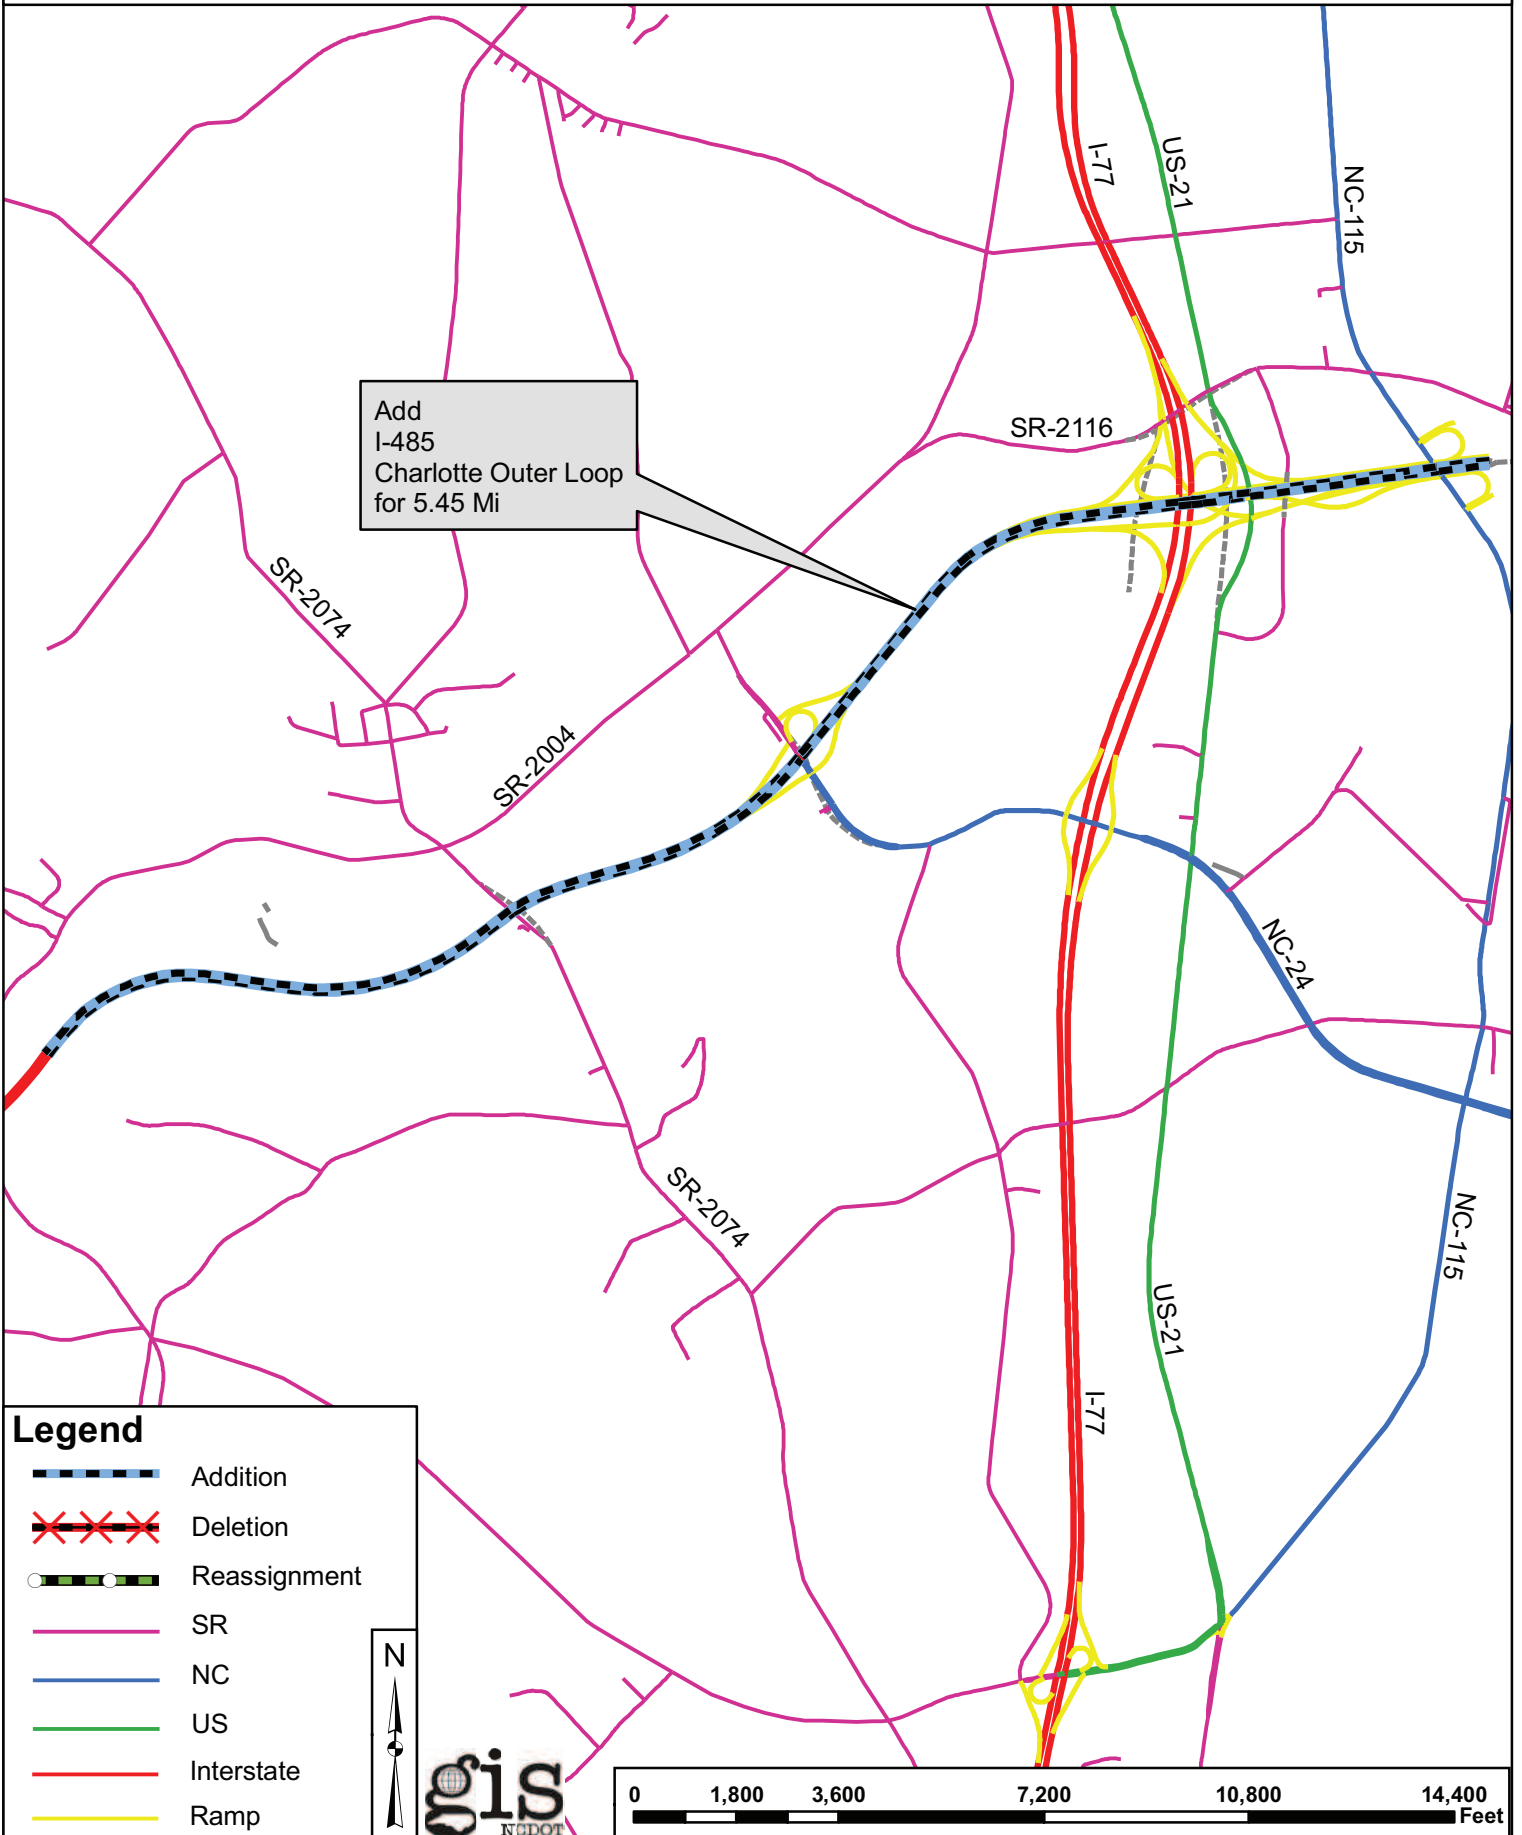 I-77
US-21
NC-115
Add
I-485
Charlotte Outer Loop
for 5.45 Mi
SR-2116
SR-2074
SR-2004
NC-24
SR-2074
NC-115
US-21
I-77
Legend
Addition
Deletion
Reassignment
SR
NC
US
Interstate
Ramp
N
gis
NCDOT
0 1,800 3,600 7,200 10,800 14,400
Feet